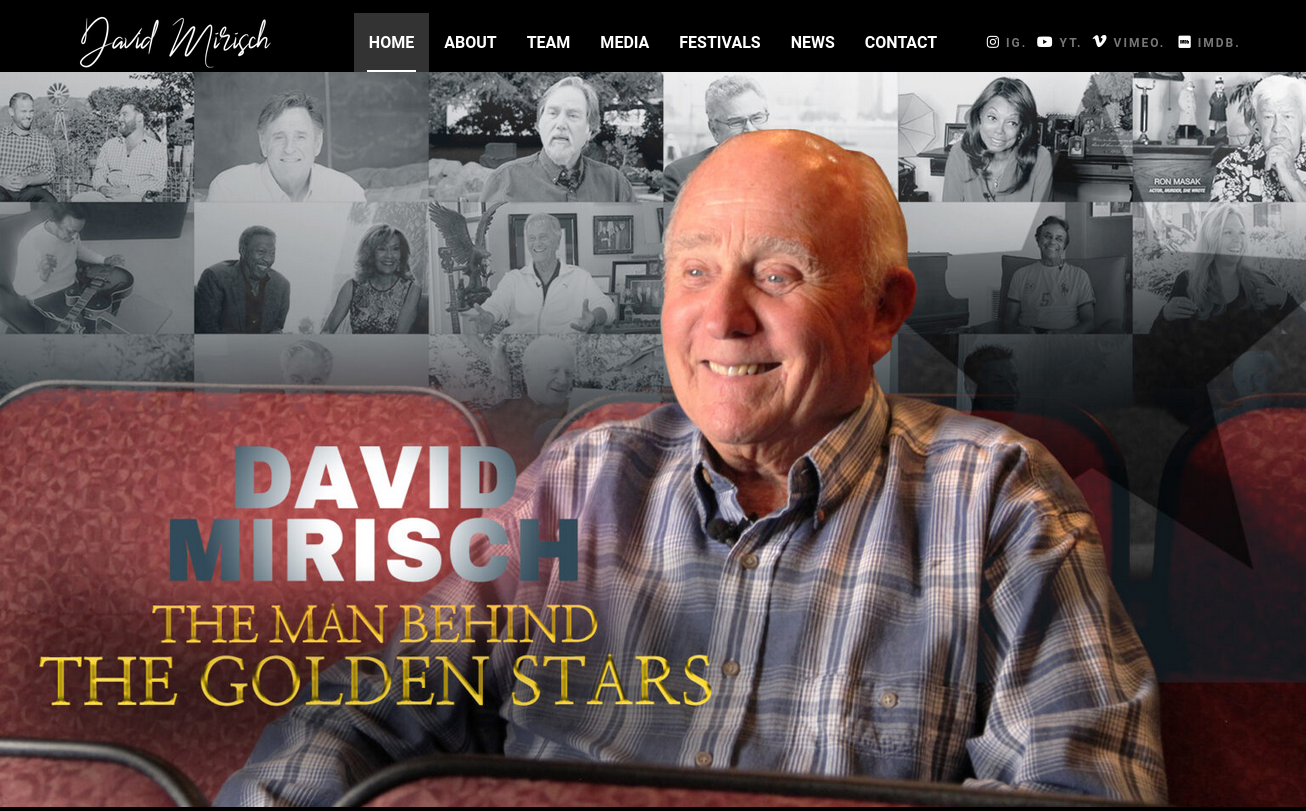 David Mirisch
HOME ABOUT TEAM MEDIA FESTIVALS NEWS CONTACT
IG. YT. VIMEO. IMDB.
RON MASAK
ACTOR, MURDER, SHE WROTE
DAVID
MIRISCH
THE MAN BEHIND
THE GOLDEN STARS